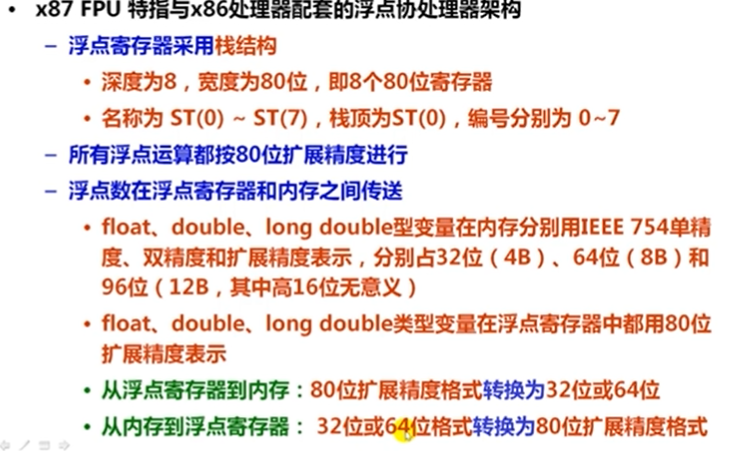 • x87 FPU 特指与x86处理器配套的浮点协处理器架构
– 浮点寄存器采用栈结构
• 深度为8，宽度为80位，即8个80位寄存器
• 名称为 ST(0) ~ ST(7)，栈顶为ST(0)，编号分别为 0~7
– 所有浮点运算都按80位扩展精度进行
– 浮点数在浮点寄存器和内存之间传送
• float、double、long double型变量在内存分别用IEEE 754单精
度、双精度和扩展精度表示，分别占32位（4B）、64位（8B）和
96位（12B，其中高16位无意义）
• float、double、long double类型变量在浮点寄存器中都用80位
扩展精度表示
• 从浮点寄存器到内存：80位扩展精度格式转换为32位或64位
• 从内存到浮点寄存器： 32位或64位格式转换为80位扩展精度格式